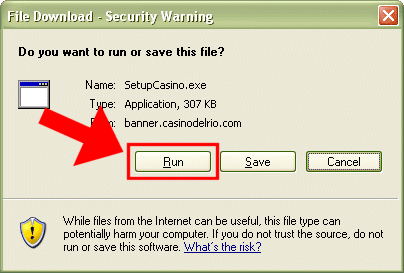 File Download - Security Warning
Do you want to run or save this file?
Name: SetupCasino.exe
Type: Application, 307 KB
banner.casinodelrio.com
Run Save Cancel
While files from the Internet can be useful, this file type can
potentially harm your computer. If you do not trust the source, do not
run or save this software. What's the risk?